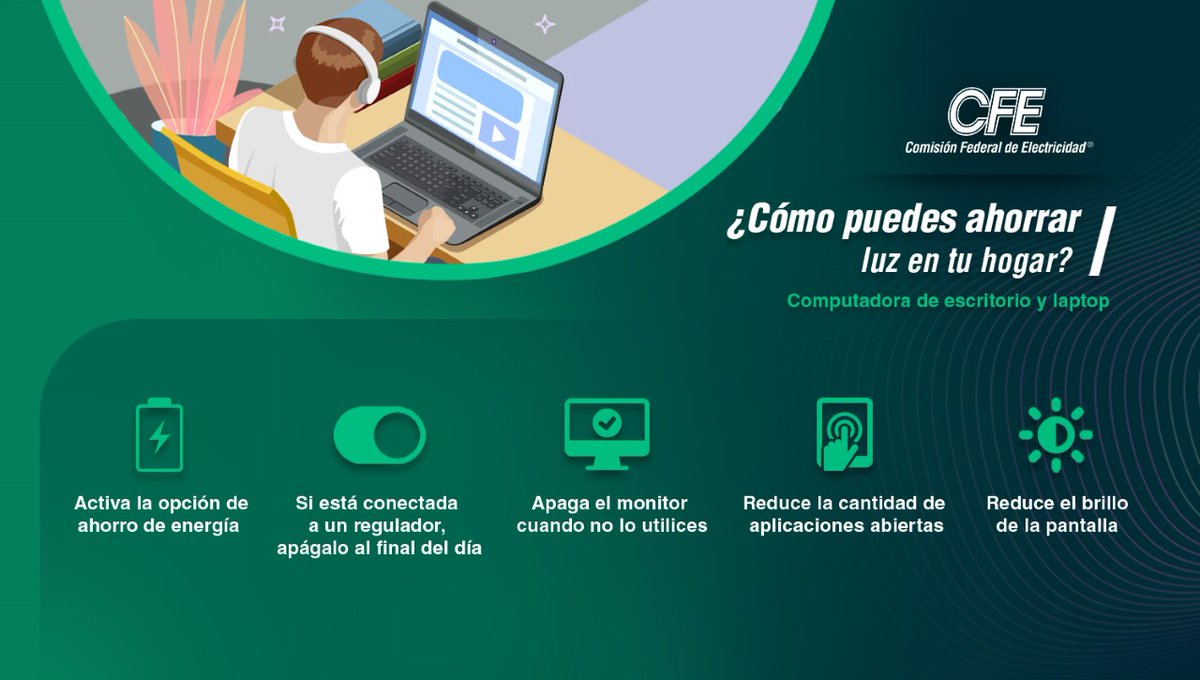 CFE
Comisión Federal de Electricidad®
¿Cómo puedes ahorrar
luz en tu hogar?
Computadora de escritorio y laptop
Activa la opción de
ahorro de energía
Si está conectada
a un regulador,
apágalo al final del día
Apaga el monitor
cuando no lo utilices
Reduce la cantidad de
aplicaciones abiertas
Reduce el brillo
de la pantalla